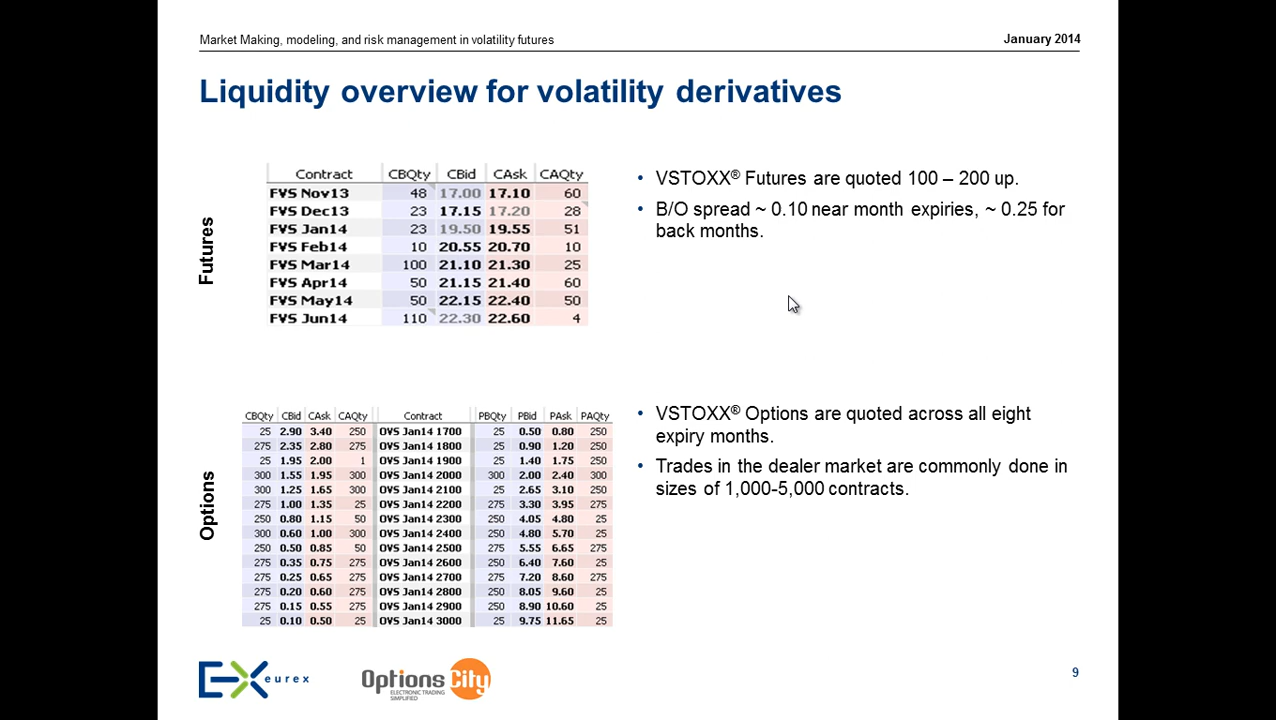 Market Making, modeling, and risk management in volatility futures January 2014
Liquidity overview for volatility derivatives
Futures
Contract CBQty CBid CAsk CAQty
FVS Nov13 48 17.00 17.10 60
FVS Dec13 23 17.15 17.20 28
FVS Jan14 23 19.50 19.55 51
FVS Feb14 10 20.55 20.70 10
FVS Mar14 100 21.10 21.30 25
FVS Apr14 50 21.15 21.40 60
FVS May14 50 22.15 22.40 50
FVS Jun14 110 22.30 22.60 4
• VSTOXX® Futures are quoted 100 – 200 up.
• B/O spread ~ 0.10 near month expiries, ~ 0.25 for
back months.
Options
CBQty CBid CAsk CAQty Contract PBQty PBid PAsk PAQty
25 2.90 3.40 250 OVS Jan14 1700 25 0.50 0.80 250
275 2.35 2.80 275 OVS Jan14 1800 25 0.90 1.20 250
25 1.95 2.00 1 OVS Jan14 1900 25 1.40 1.75 250
300 1.55 1.95 300 OVS Jan14 2000 300 2.00 2.40 300
300 1.25 1.65 300 OVS Jan14 2100 25 2.65 3.10 250
275 1.00 1.35 25 OVS Jan14 2200 275 3.30 3.95 275
250 0.80 1.15 50 OVS Jan14 2300 250 4.05 4.80 25
300 0.60 1.00 300 OVS Jan14 2400 250 4.80 5.70 25
250 0.50 0.85 50 OVS Jan14 2500 275 5.55 6.65 275
275 0.35 0.75 275 OVS Jan14 2600 250 6.40 7.60 25
275 0.25 0.65 275 OVS Jan14 2700 275 7.20 8.60 275
275 0.20 0.60 275 OVS Jan14 2800 250 8.05 9.60 25
275 0.15 0.55 275 OVS Jan14 2900 250 8.90 10.60 25
25 0.10 0.50 25 OVS Jan14 3000 25 9.75 11.65 25
• VSTOXX® Options are quoted across all eight
expiry months.
• Trades in the dealer market are commonly done in
sizes of 1,000-5,000 contracts.
EX eurex
OptionsCity
ELECTRONIC TRADING
SIMPLIFIED
9